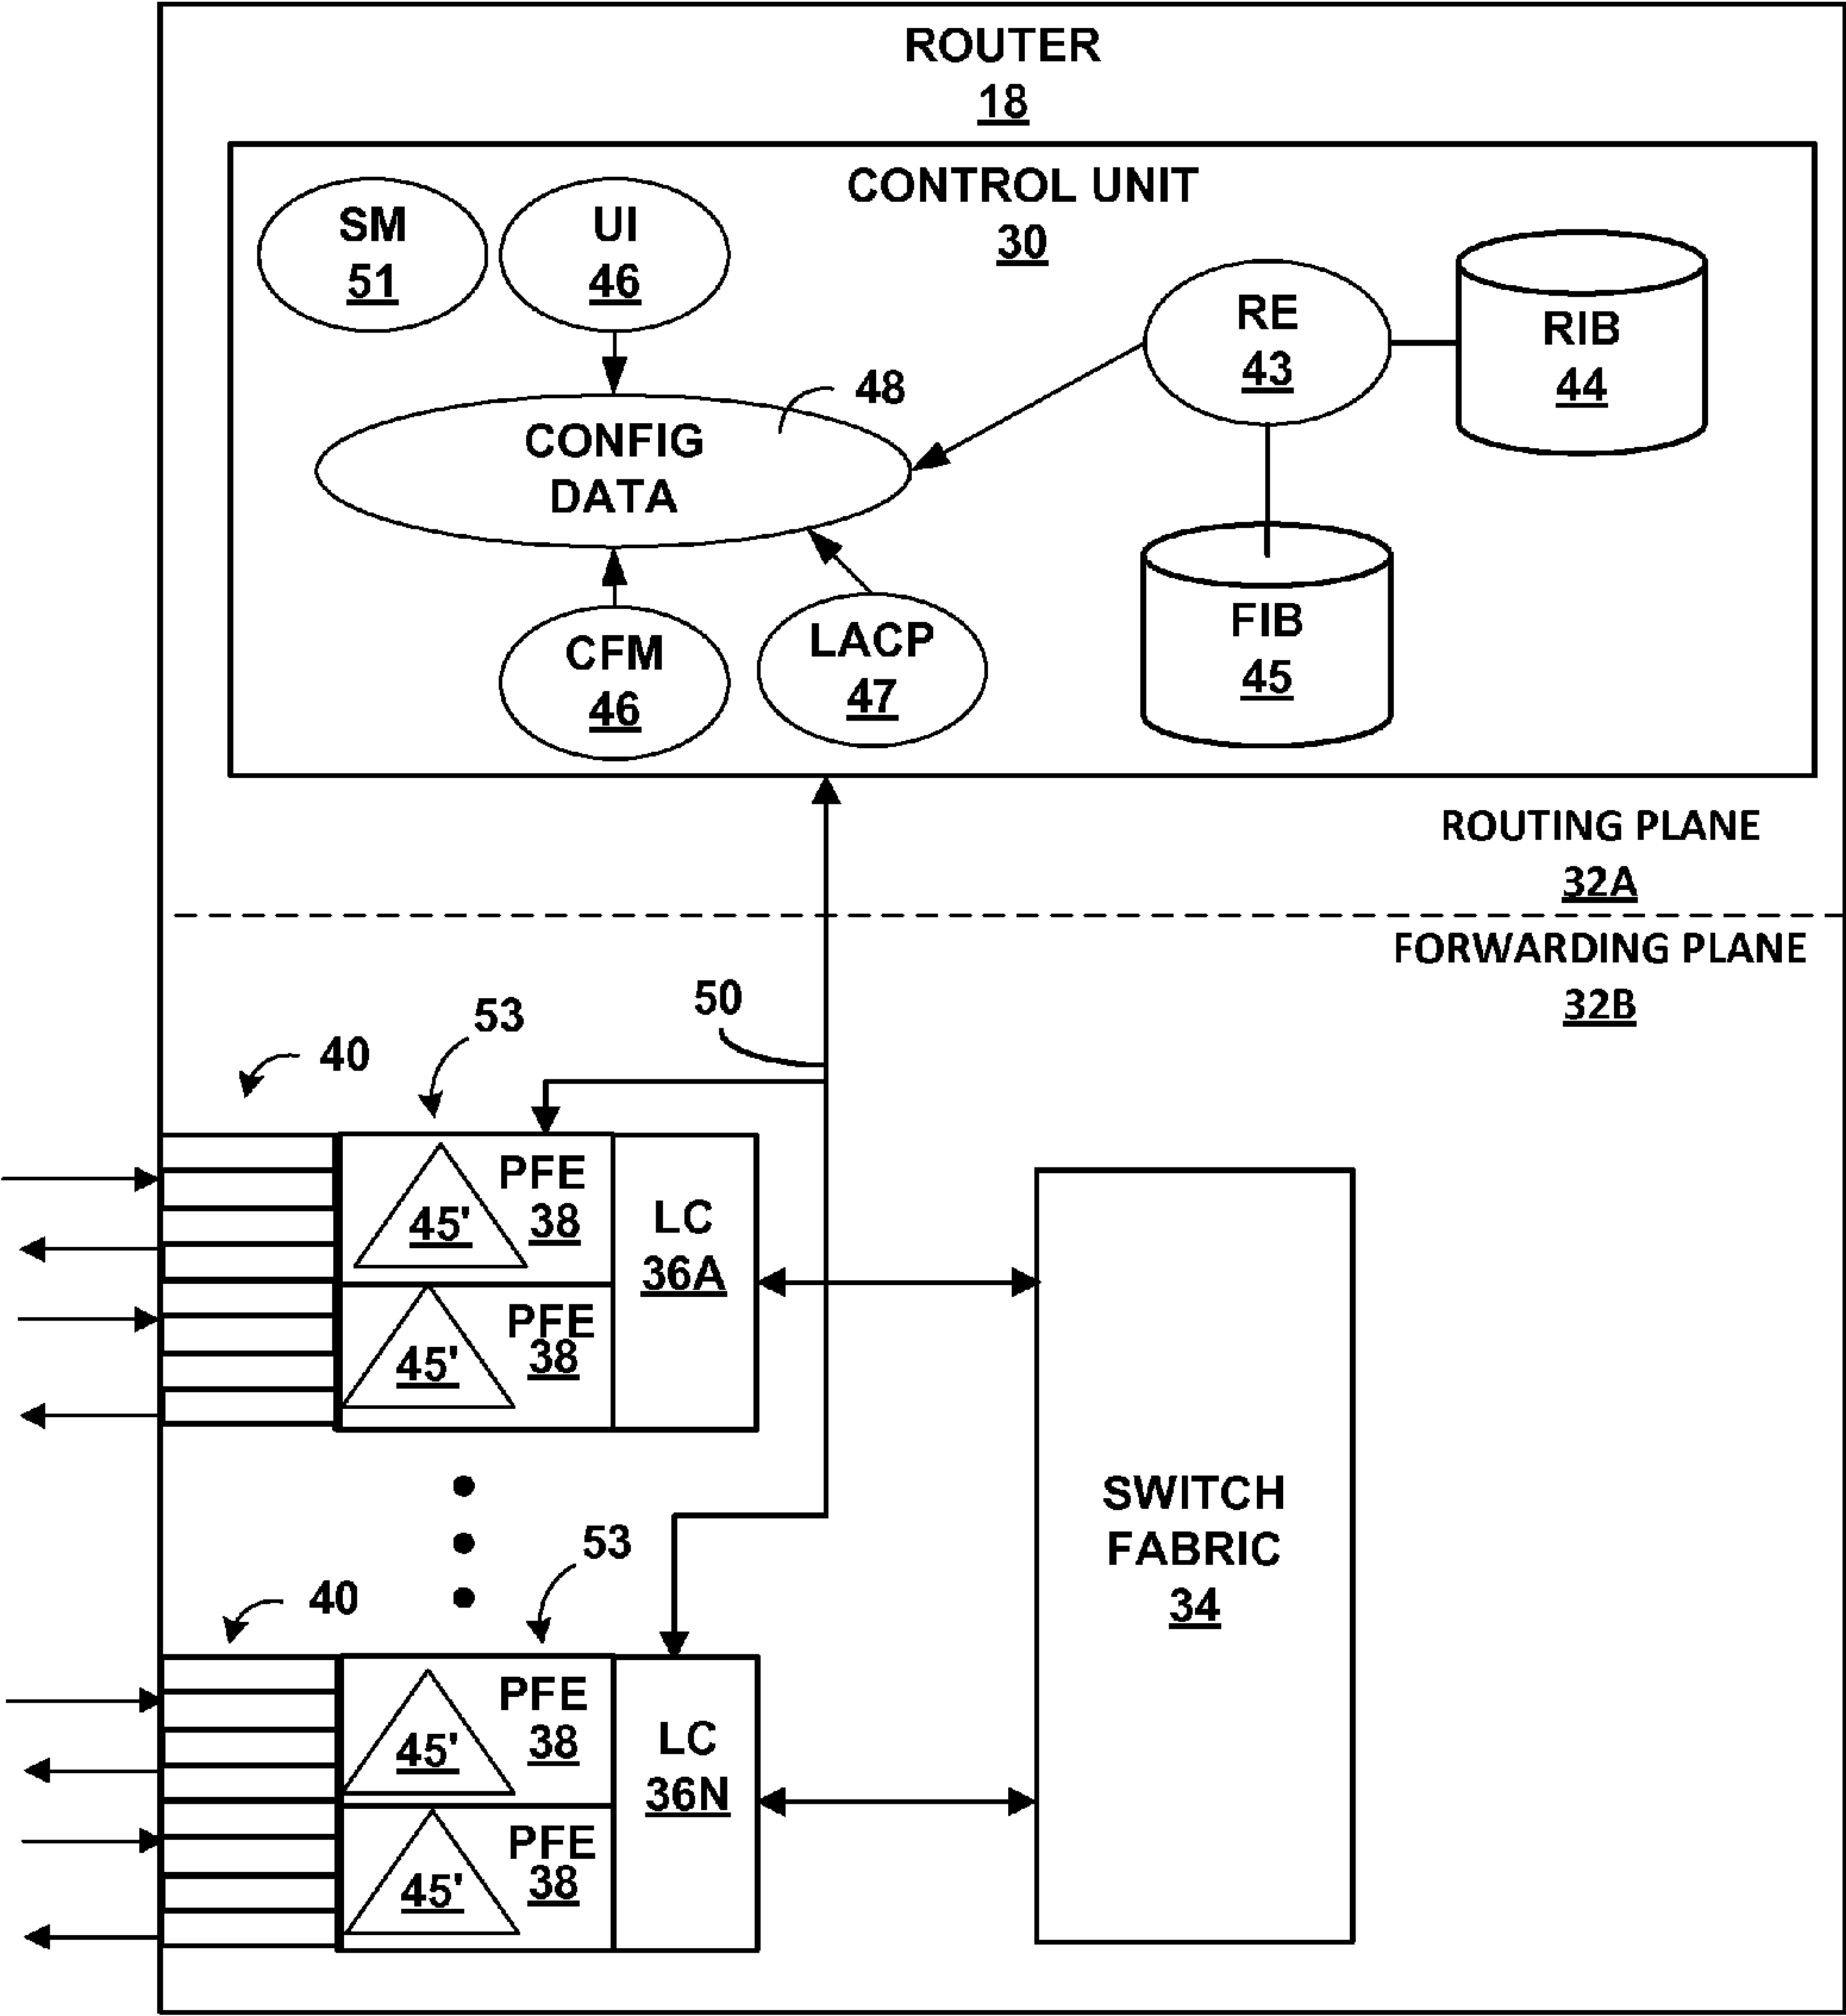 ROUTER
18
CONTROL UNIT
30
SM
51
UI
46
RE
43
RIB
44
48
CONFIG
DATA
CFM
46
LACP
47
FIB
45
ROUTING PLANE
32A
FORWARDING PLANE
32B
50
53
40
PFE
38
45'
LC
36A
PFE
38
45'
SWITCH
FABRIC
34
53
40
PFE
38
45'
LC
36N
PFE
38
45'